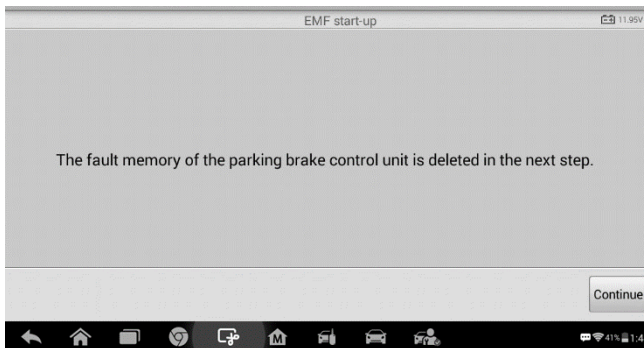 EMF start-up
11.95V
The fault memory of the parking brake control unit is deleted in the next step.
Continue
M
41%